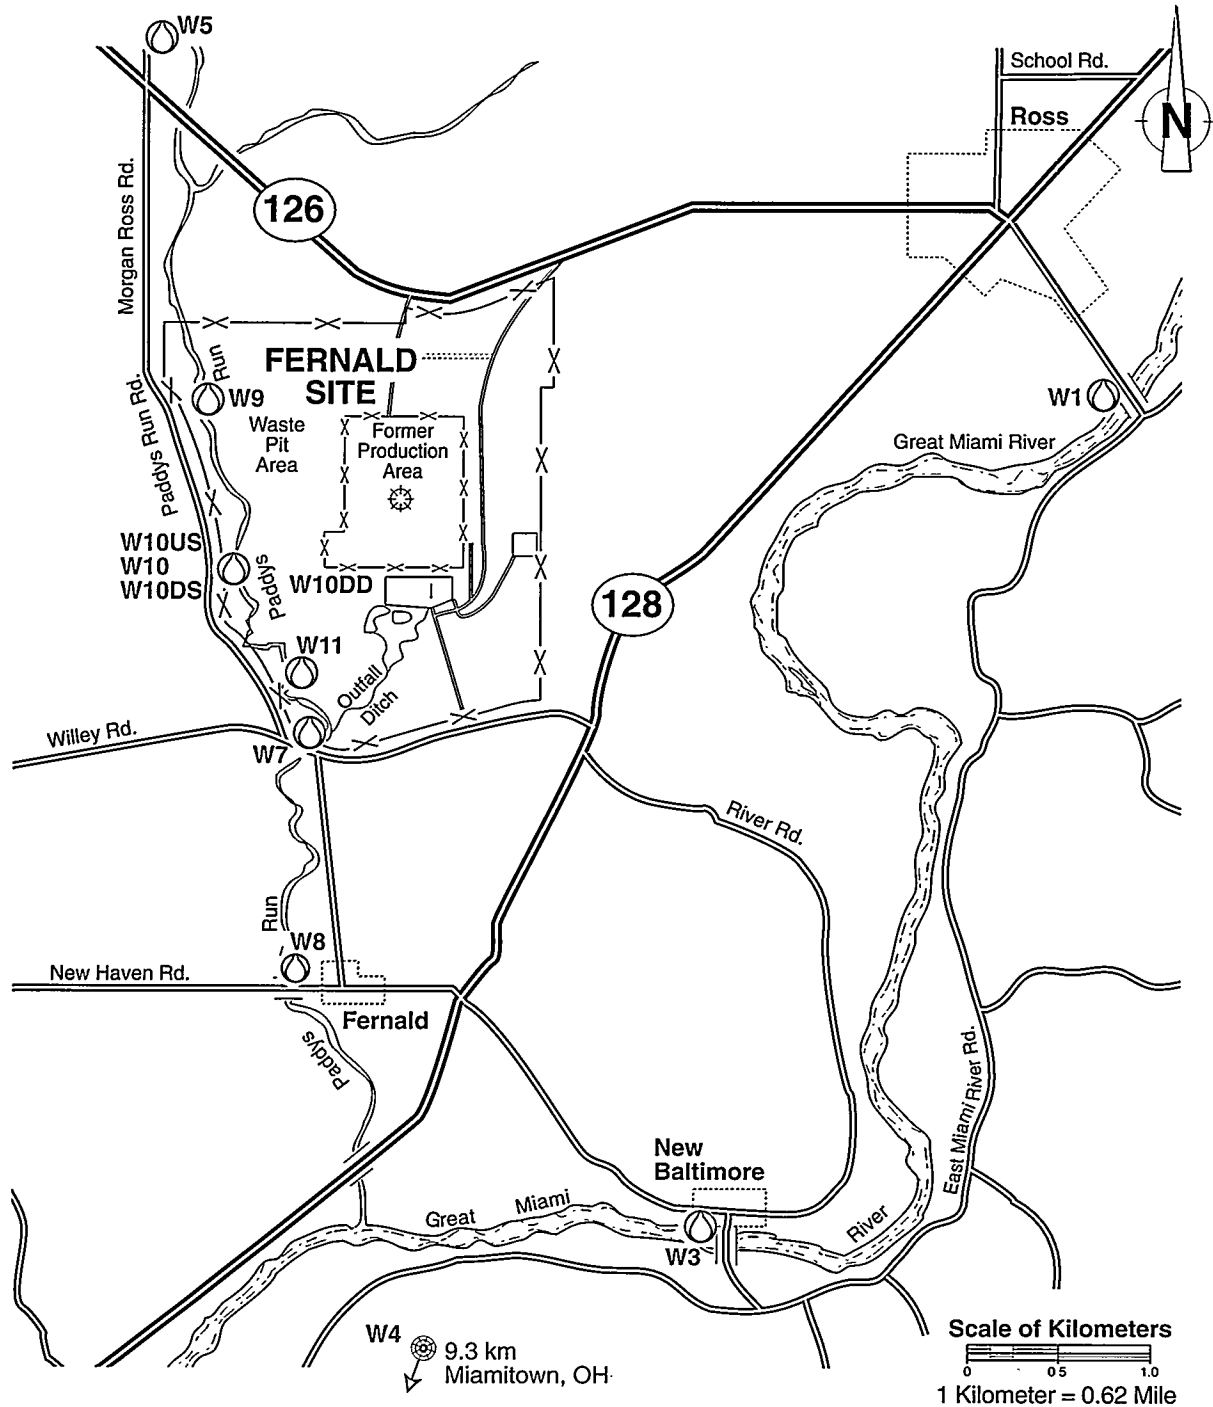 W5
School Rd.
Ross
N
126
Morgan Ross Rd.
FERNALD
SITE
Run
W9
W1
Waste
Pit
Area
Former
Production
Area
Paddys Run Rd.
Great Miami River
W10US
W10
W10DS
Paddys
W10DD
128
W11
Outfall
Ditch
Willey Rd.
W7
River Rd.
Run
W8
New Haven Rd.
Fernald
Paddys
East Miami River Rd.
New
Baltimore
Great Miami
River
W3
W4
9.3 km
Miamitown, OH
Scale of Kilometers
0 0 5 1.0
1 Kilometer = 0.62 Mile